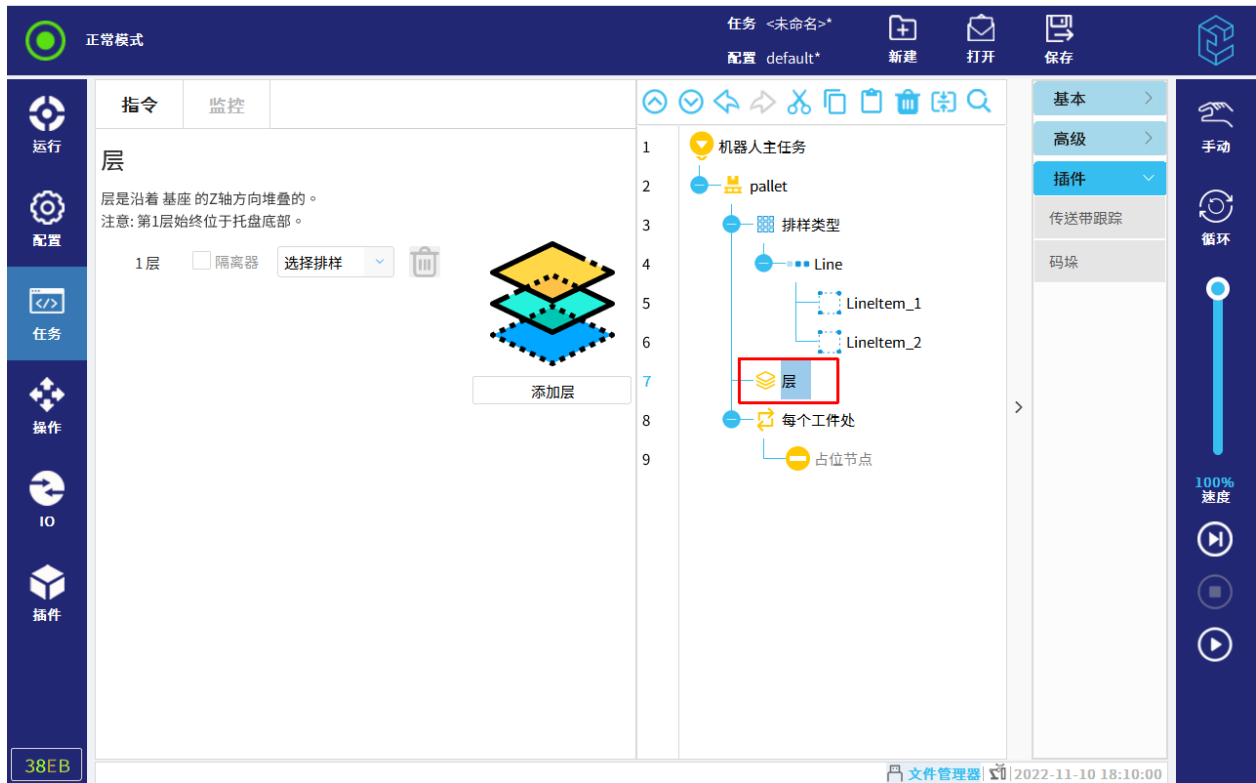 正常模式
任务 <未命名>*
配置 default*
新建
打开
保存
运行
配置
任务
操作
IO
插件
38EB
指令
监控
层
层是沿着 基座 的Z轴方向堆叠的。
注意: 第1层始终位于托盘底部。
1 层
隔离器
选择排样
添加层
1 机器人主任务
2 pallet
3 排样类型
4 Line
5 LineItem_1
6 LineItem_2
7 层
8 每个工件处
9 占位节点
基本
高级
插件
传送带跟踪
码垛
手动
循环
100%
速度
文件管理器
2022-11-10 18:10:00